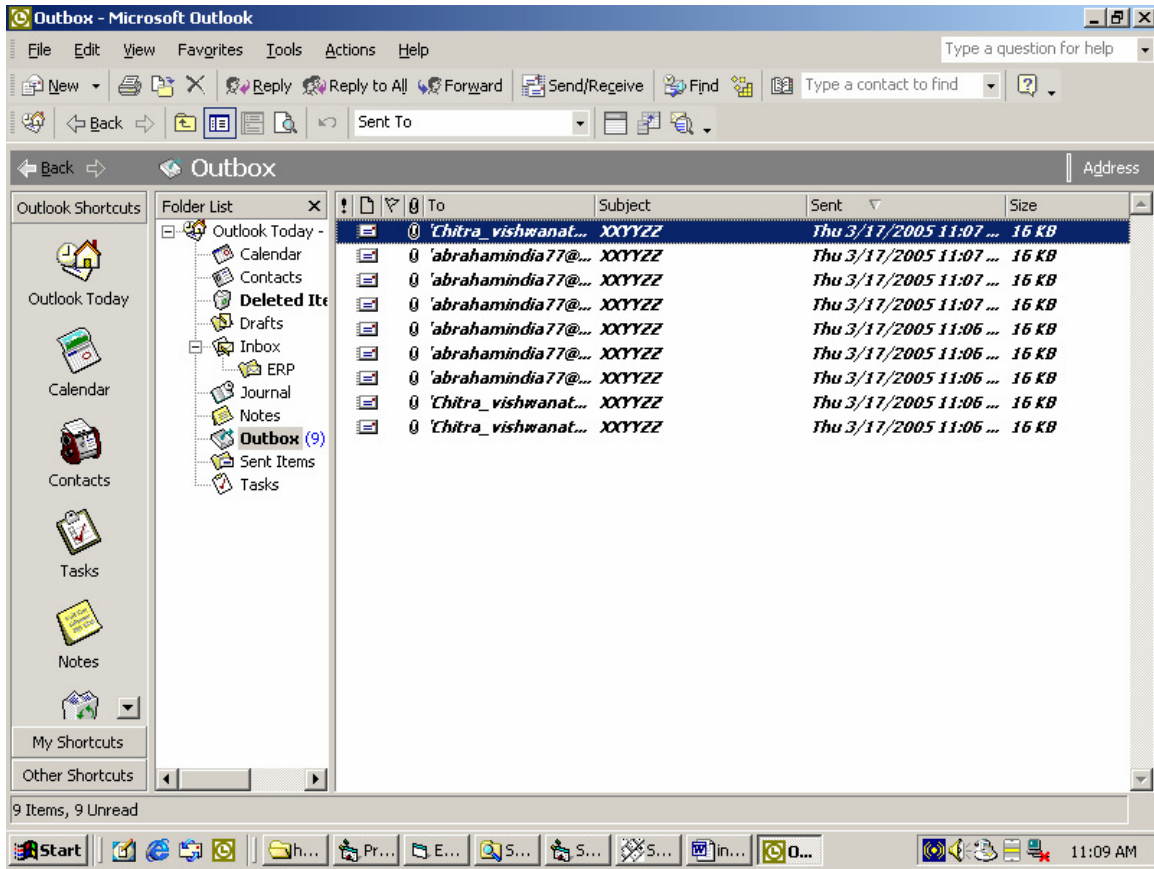 Outbox - Microsoft Outlook
File Edit View Favorites Tools Actions Help Type a question for help
New Reply Reply to All Forward Send/Receive Find Type a contact to find
Back Sent To
Back Outbox Address
Outlook Shortcuts
Outlook Today
Calendar
Contacts
Tasks
Notes
My Shortcuts
Other Shortcuts
Folder List X
Outlook Today -
Calendar
Contacts
Deleted Ite
Drafts
Inbox
ERP
Journal
Notes
Outbox (9)
Sent Items
Tasks
! To Subject Sent Size
'Chitra_vishwanat... XXYYZZ Thu 3/17/2005 11:07 ... 16 KB
'abrahamindia77@... XXYYZZ Thu 3/17/2005 11:07 ... 16 KB
'abrahamindia77@... XXYYZZ Thu 3/17/2005 11:07 ... 16 KB
'abrahamindia77@... XXYYZZ Thu 3/17/2005 11:07 ... 16 KB
'abrahamindia77@... XXYYZZ Thu 3/17/2005 11:06 ... 16 KB
'abrahamindia77@... XXYYZZ Thu 3/17/2005 11:06 ... 16 KB
'abrahamindia77@... XXYYZZ Thu 3/17/2005 11:06 ... 16 KB
'Chitra_vishwanat... XXYYZZ Thu 3/17/2005 11:06 ... 16 KB
'Chitra_vishwanat... XXYYZZ Thu 3/17/2005 11:06 ... 16 KB
9 Items, 9 Unread
Start h... Pr... E... S... S... S... in... O... 11:09 AM